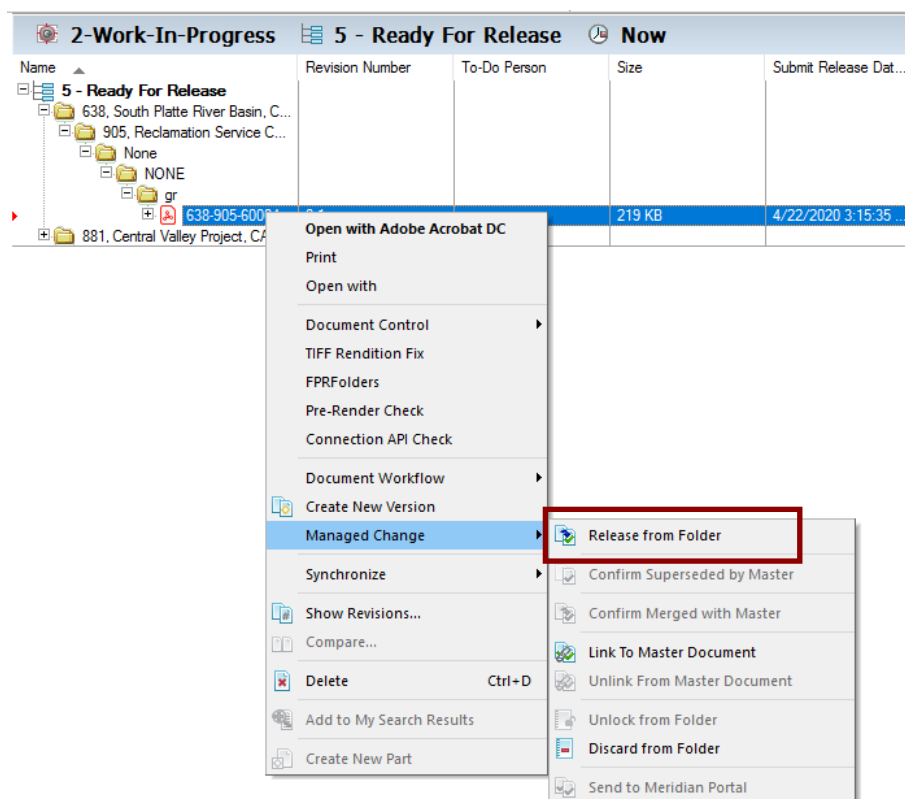 2-Work-In-Progress 5 - Ready For Release Now
Name Revision Number To-Do Person Size Submit Release Dat...
5 - Ready For Release
638, South Platte River Basin, C...
905, Reclamation Service C...
None
NONE
gr
638-905-600 219 KB 4/22/2020 3:15:35 ...
881, Central Valley Project, CA
Open with Adobe Acrobat DC
Print
Open with
Document Control
TIFF Rendition Fix
FPRFolders
Pre-Render Check
Connection API Check
Document Workflow
Create New Version
Managed Change
Synchronize
Show Revisions...
Compare...
Delete Ctrl+D
Add to My Search Results
Create New Part
Release from Folder
Confirm Superseded by Master
Confirm Merged with Master
Link To Master Document
Unlink From Master Document
Unlock from Folder
Discard from Folder
Send to Meridian Portal